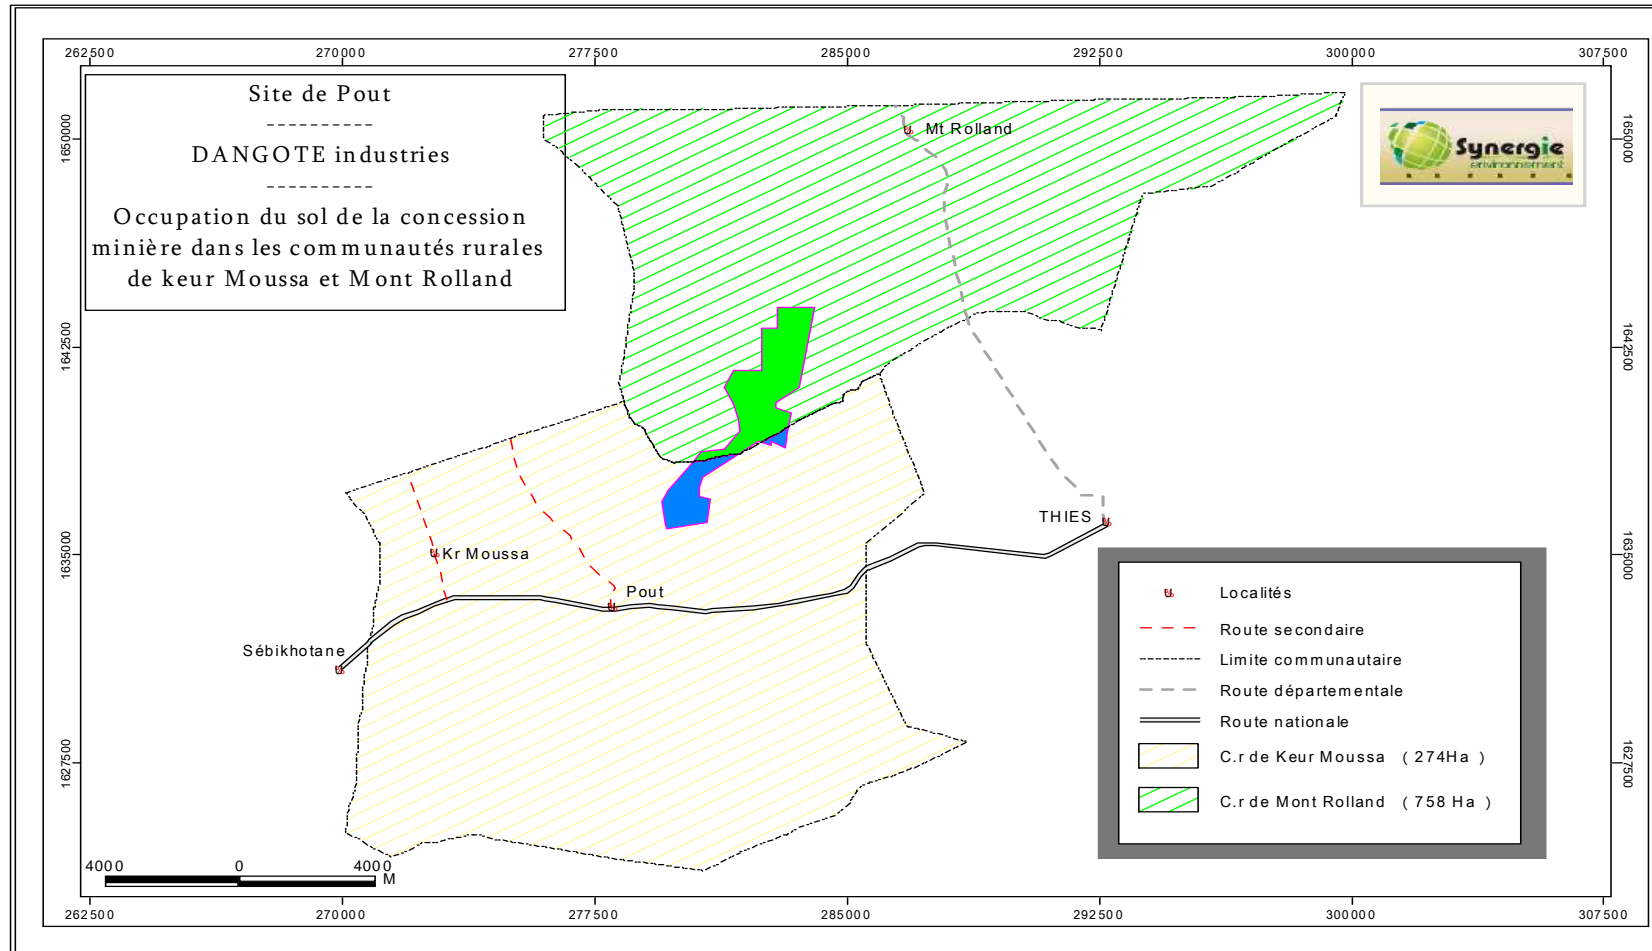 262500 270000 277500 285000 292500 300000 307500
Site de Pout
----------
DANGOTE industries
----------
Occupation du sol de la concession
minière dans les communautés rurales
de keur Moussa et Mont Rolland
Mt Rolland
Synergie
environnement
1650000
1650000
1642500
1642500
THIES
Kr Moussa
1635000
1635000
Pout
Sébikhotane
Localités
Route secondaire
Limite communautaire
Route départementale
Route nationale
C.r de Keur Moussa ( 274Ha )
C.r de Mont Rolland ( 758 Ha )
1627500
1627500
4000 0 4000
M
262500 270000 277500 285000 292500 300000 307500